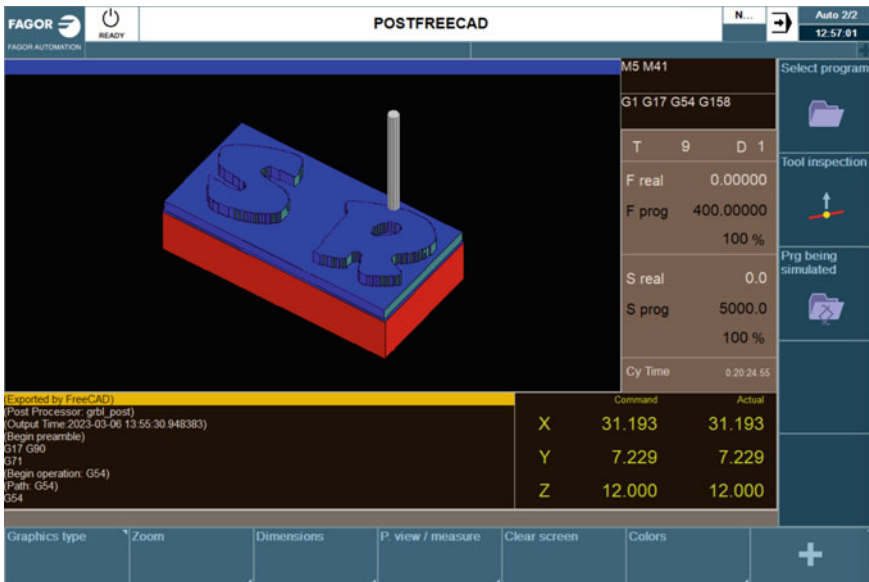 FAGOR
READY
POSTFREECAD
N...
Auto 2/2
12:57:01
FAGOR AUTOMATION
M5 M41
G1 G17 G54 G158
T 9 D 1
F real 0.00000
F prog 400.00000
100 %
S real 0.0
S prog 5000.0
100 %
Cy Time 0:20:24.55
Select program
Tool inspection
Prg being
simulated
(Exported by FreeCAD)
(Post Processor: grbl_post)
(Output Time:2023-03-06 13:55:30.948383)
(Begin preamble)
G17 G90
G71
(Begin operation: G54)
(Path: G54)
G54
Command Actual
X 31.193 31.193
Y 7.229 7.229
Z 12.000 12.000
Graphics type
Zoom
Dimensions
P. view / measure
Clear screen
Colors